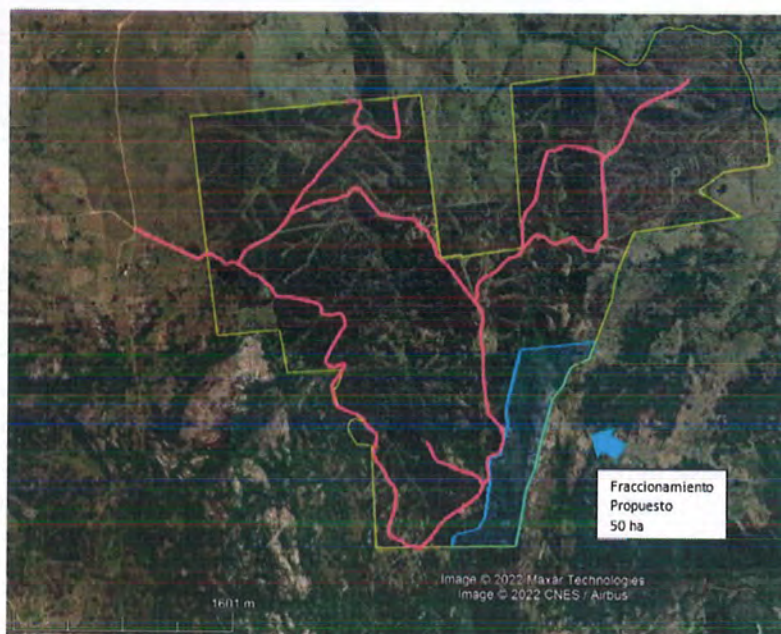 Fraccionamiento
Propuesto
50 ha
Image © 2022 Maxar Technologies
Image © 2022 CNES / Airbus
1601 m